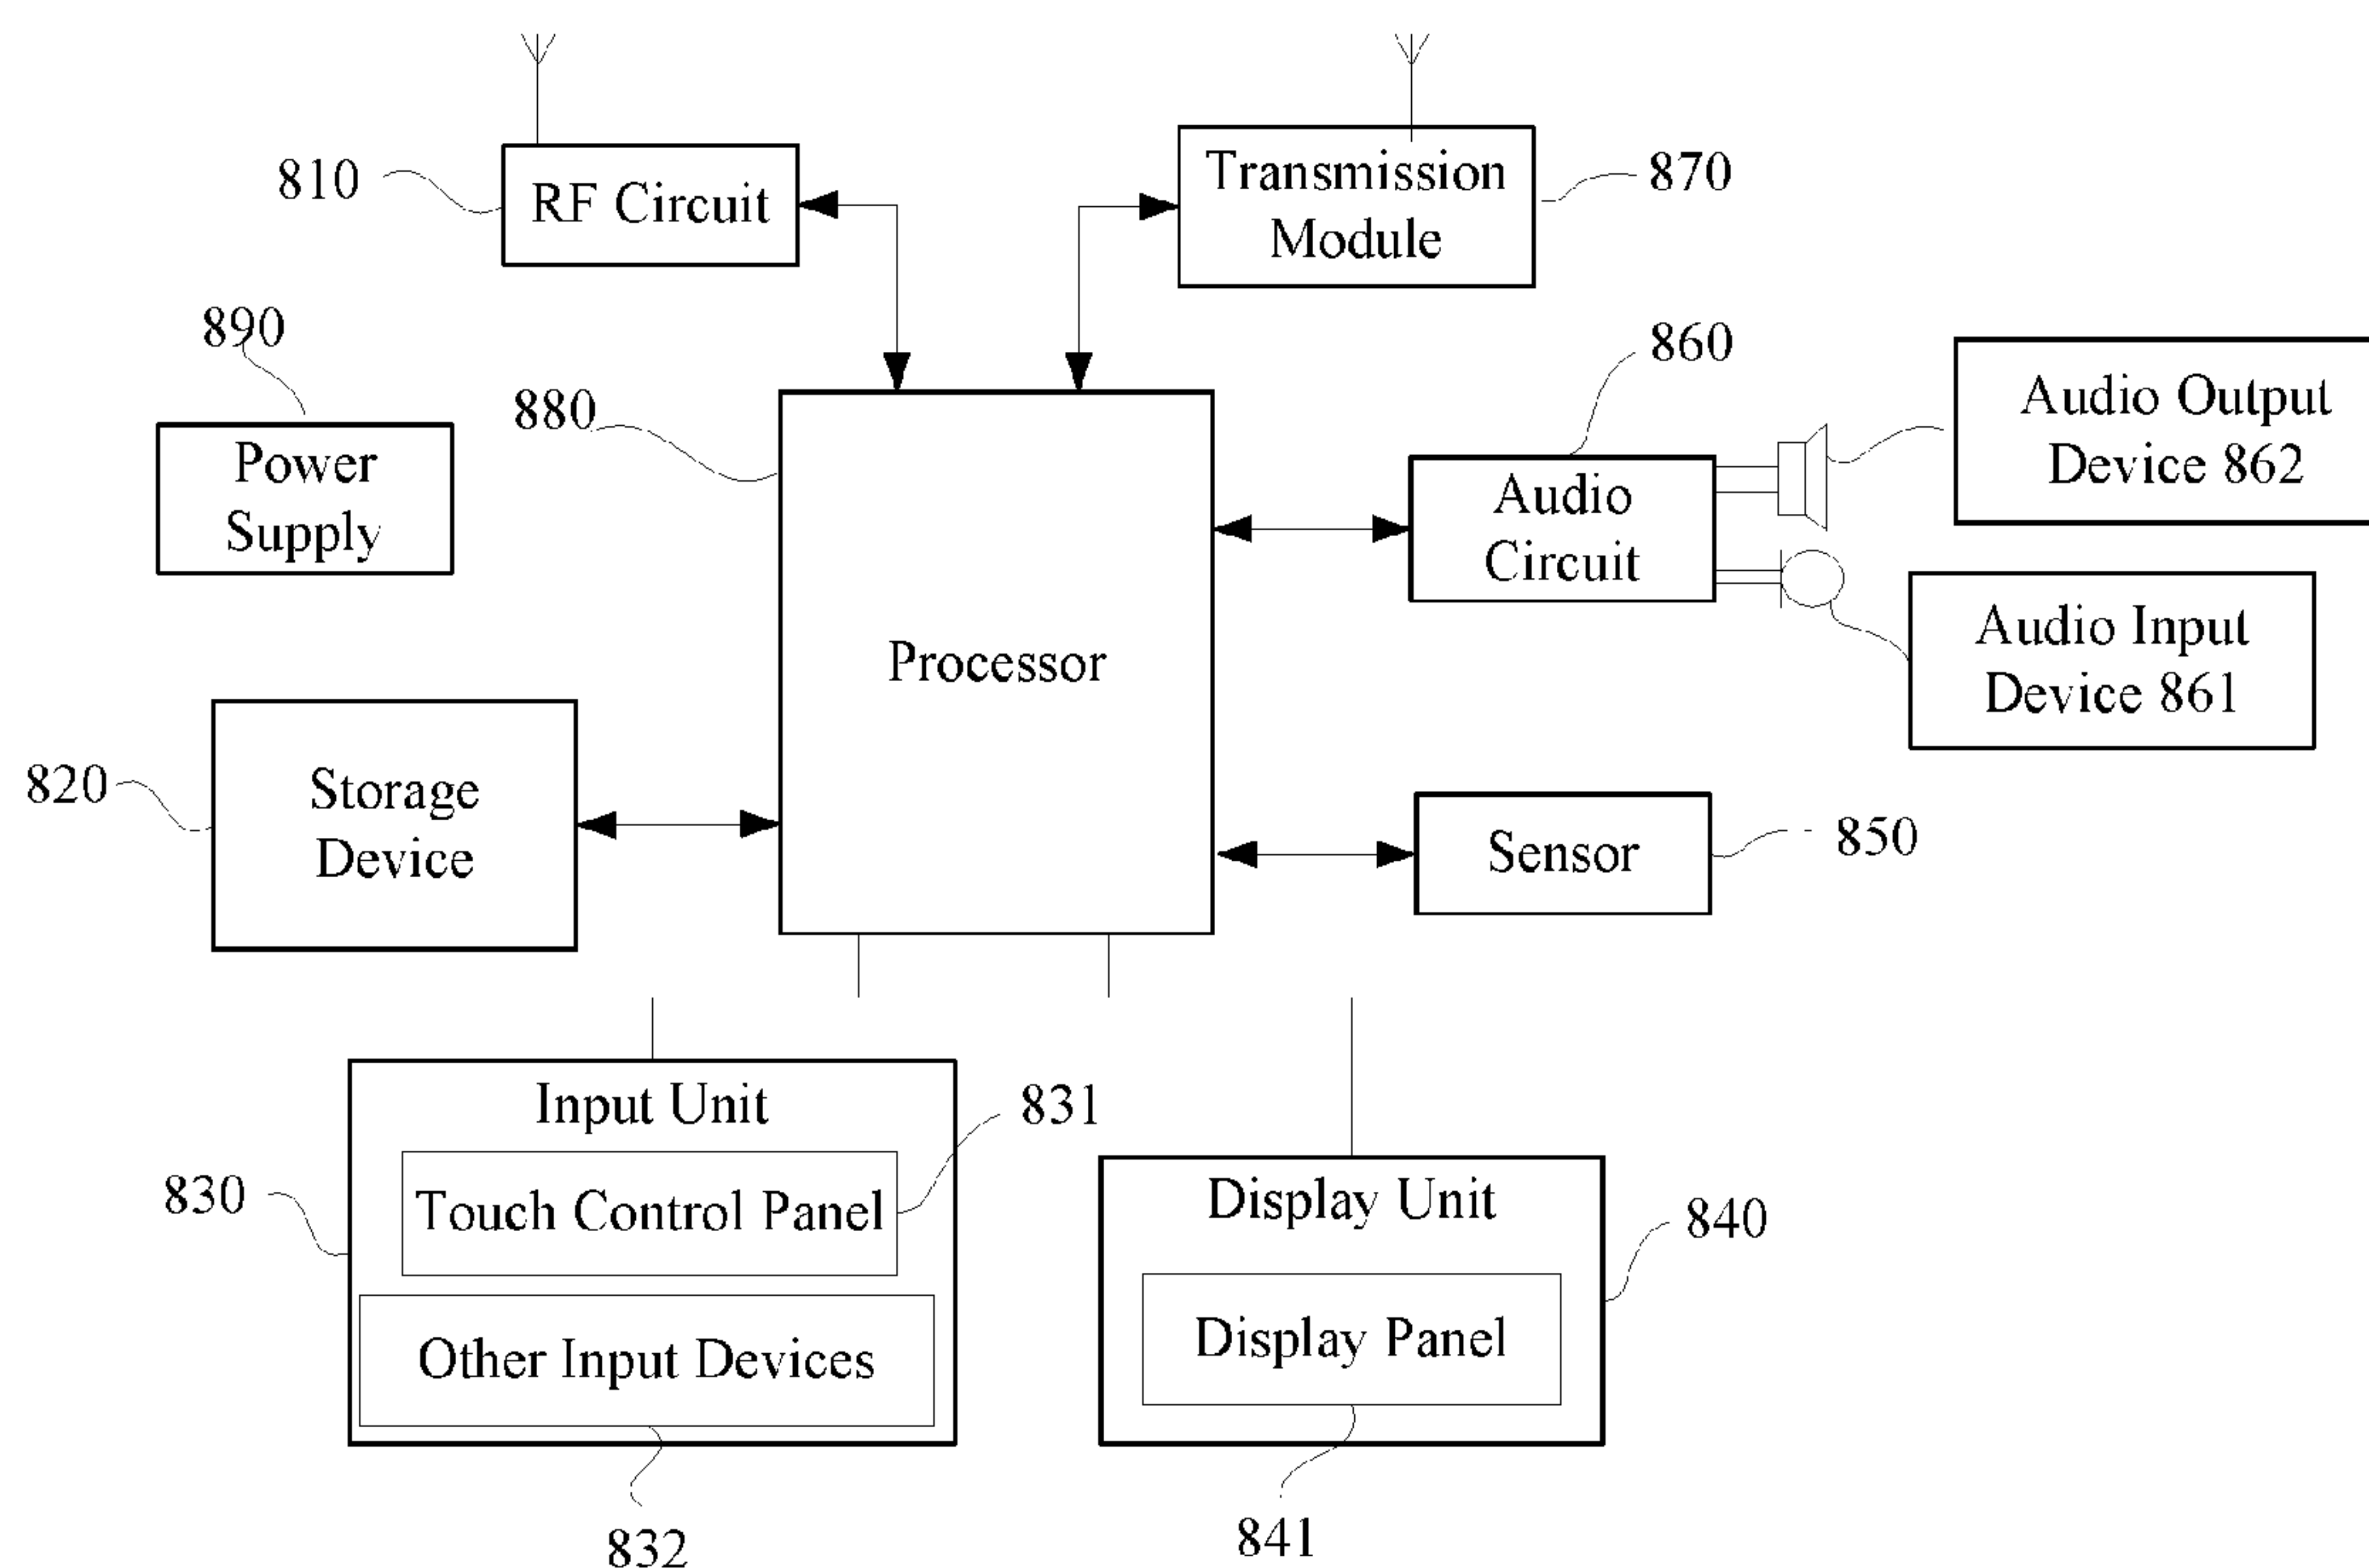 810
RF Circuit
Transmission
Module
870
890
Power
Supply
880
Processor
860
Audio
Circuit
Audio Output
Device 862
Audio Input
Device 861
820
Storage
Device
Sensor
850
Input Unit
831
830
Touch Control Panel
Other Input Devices
832
Display Unit
840
Display Panel
841